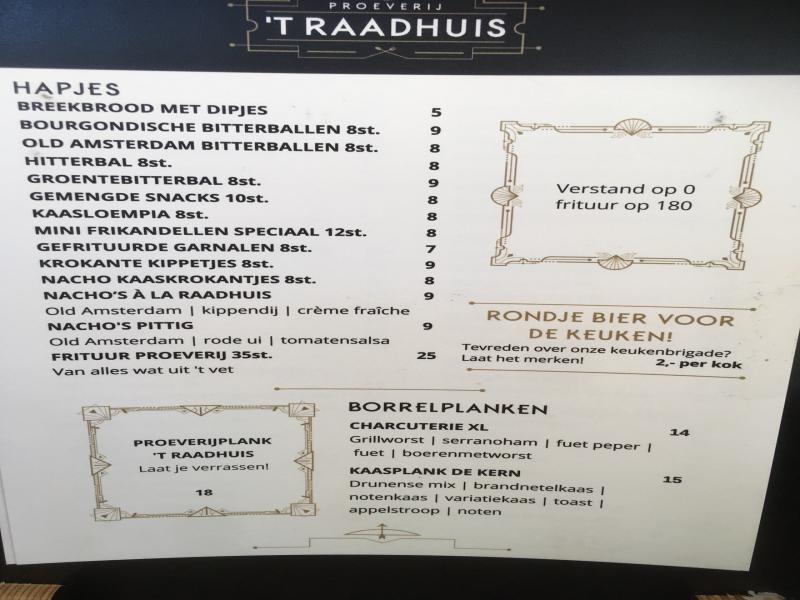 PROEVERIJ
'T RAADHUIS
HAPJES
BREEKBROOD MET DIPJES 5
BOURGONDISCHE BITTERBALLEN 8st. 9
OLD AMSTERDAM BITTERBALLEN 8st. 8
HITTERBAL 8st. 8
GROENTEBITTERBAL 8st. 9
GEMENGDE SNACKS 10st. 8
KAASLOEMPIA 8st. 8
MINI FRIKANDELLEN SPECIAAL 12st. 8
GEFRITUURDE GARNALEN 8st. 7
KROKANTE KIPPETJES 8st. 9
NACHO KAASKROKANTJES 8st. 8
NACHO'S À LA RAADHUIS 9
Old Amsterdam | kippendij | crème fraîche
NACHO'S PITTIG 9
Old Amsterdam | rode ui | tomatensalsa
FRITUUR PROEVERIJ 35st. 25
Van alles wat uit 't vet
Verstand op 0
frituur op 180
RONDJE BIER VOOR
DE KEUKEN!
Tevreden over onze keukenbrigade?
Laat het merken! 2,- per kok
PROEVERIJPLANK
'T RAADHUIS
Laat je verrassen!
18
BORRELPLANKEN
CHARCUTERIE XL 14
Grillworst | serranoham | fuet peper |
fuet | boerenmetworst
KAASPLANK DE KERN 15
Drunense mix | brandnetelkaas |
notenkaas | variatiekaas | toast |
appelstroop | noten